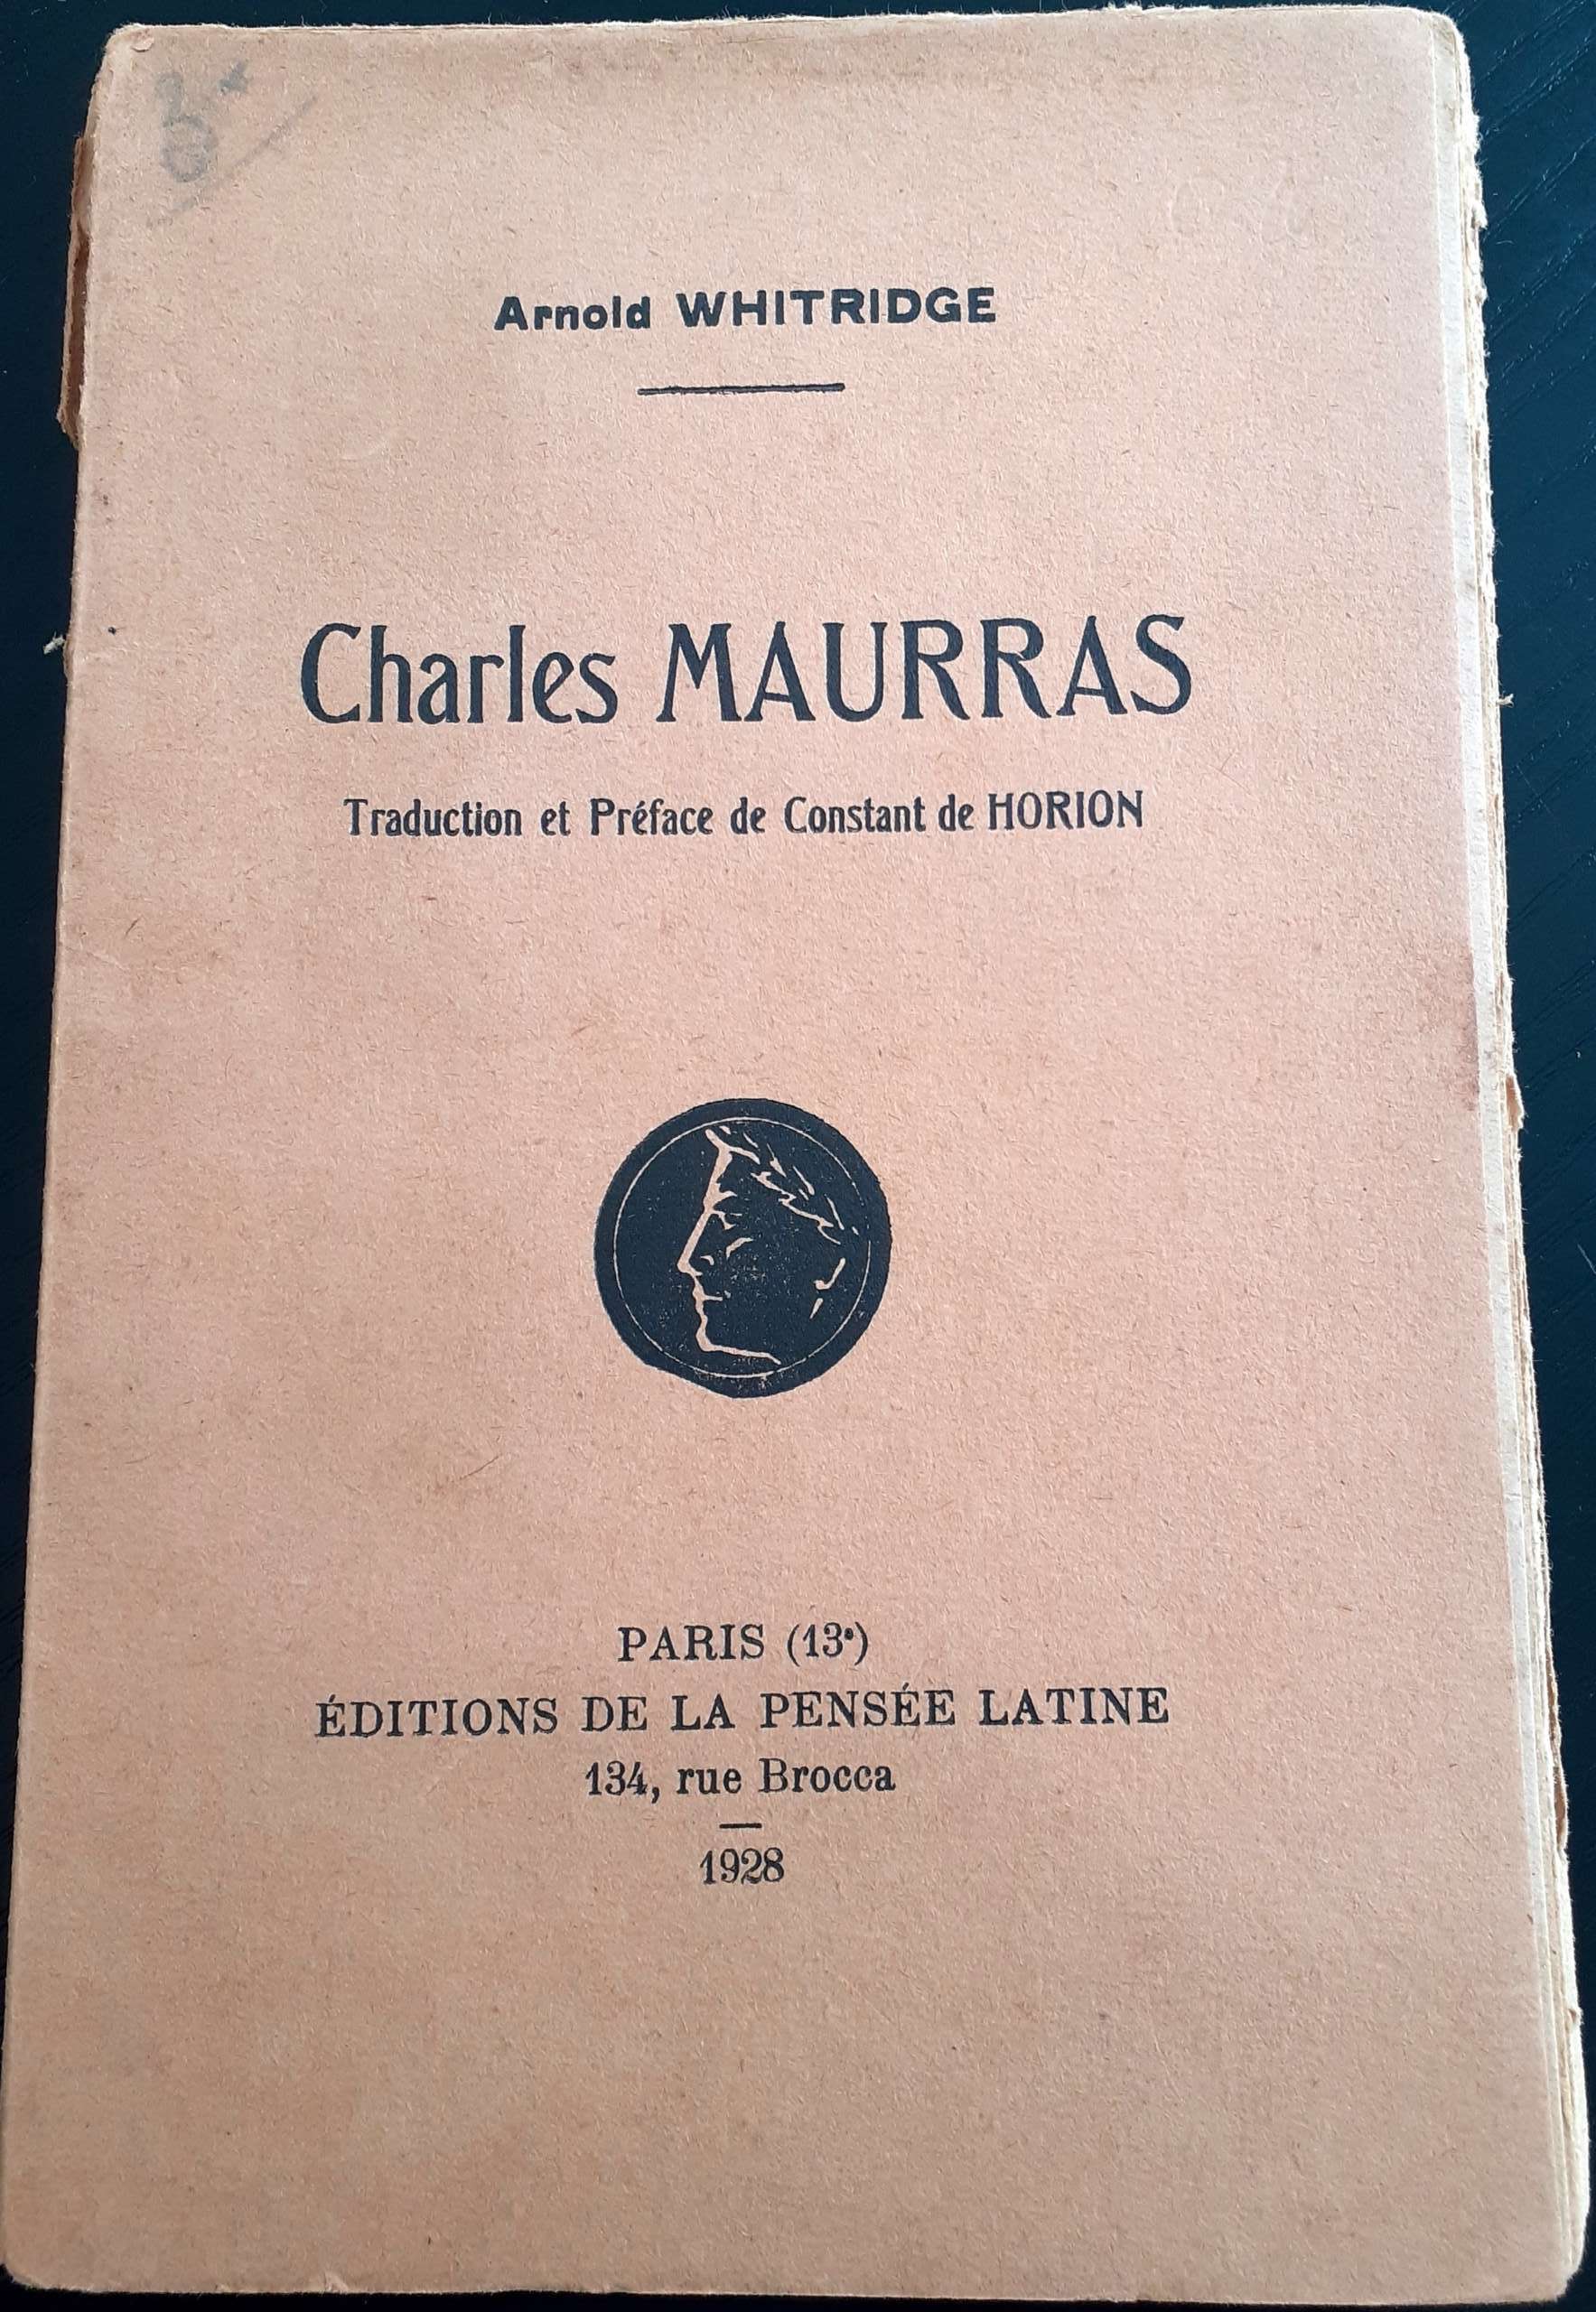 Arnold WHITRIDGE
Charles MAURRAS
Traduction et Préface de Constant de HORION
PARIS (13e)
ÉDITIONS DE LA PENSÉE LATINE
134, rue Brocca
1928